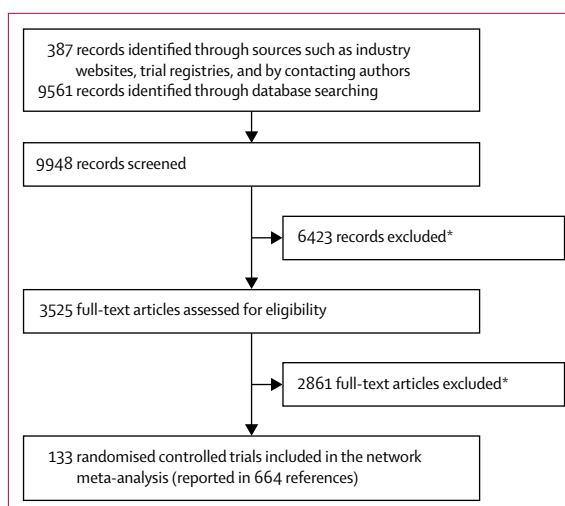 387 records identified through sources such as industry
websites, trial registries, and by contacting authors
9561 records identified through database searching
9948 records screened
6423 records excluded*
3525 full-text articles assessed for eligibility
2861 full-text articles excluded*
133 randomised controlled trials included in the network
meta-analysis (reported in 664 references)